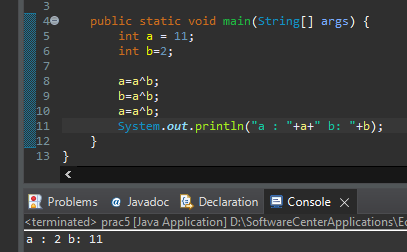 3
4 public static void main(String[] args) {
5 int a = 11;
6 int b=2;
7
8 a=a^b;
9 b=a^b;
10 a=a^b;
11 System.out.println("a : "+a+" b: "+b);
12 }
13 }
Problems Javadoc Declaration Console
<terminated> prac5 [Java Application] D:\SoftwareCenterApplications\Ec
a : 2 b: 11